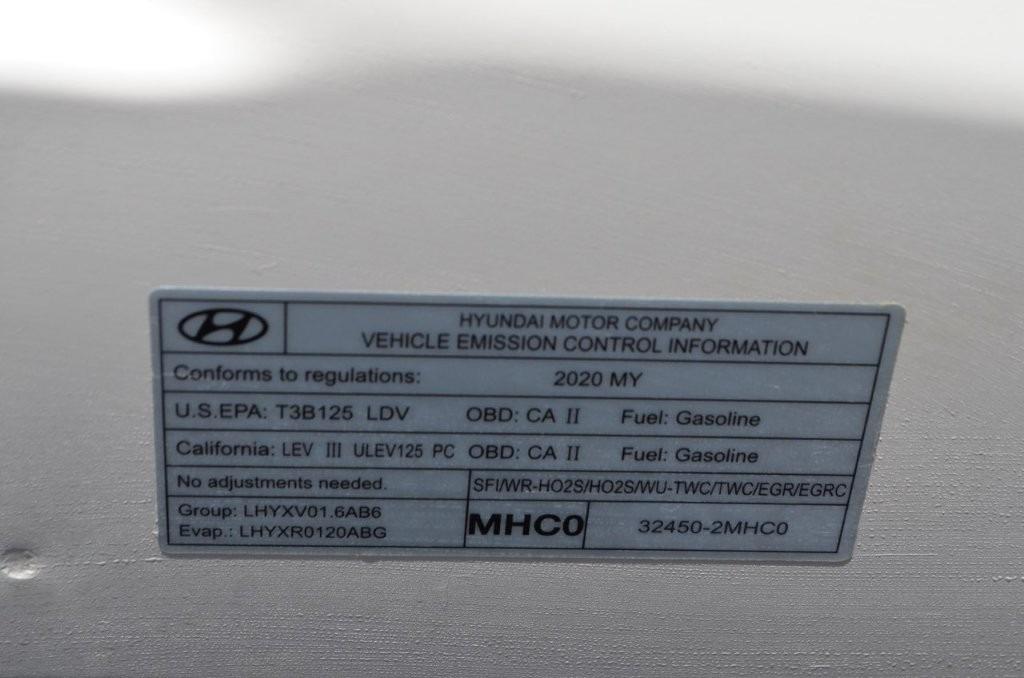 HYUNDAI MOTOR COMPANY
VEHICLE EMISSION CONTROL INFORMATION
Conforms to regulations: 2020 MY
U.S.EPA: T3B125 LDV OBD: CA II Fuel: Gasoline
California: LEV III ULEV125 PC OBD: CA II Fuel: Gasoline
No adjustments needed. SFI/WR-HO2S/HO2S/WU-TWC/TWC/EGR/EGRC
Group: LHYXV01.6AB6
Evap.: LHYXR0120ABG
MHC0 32450-2MHC0